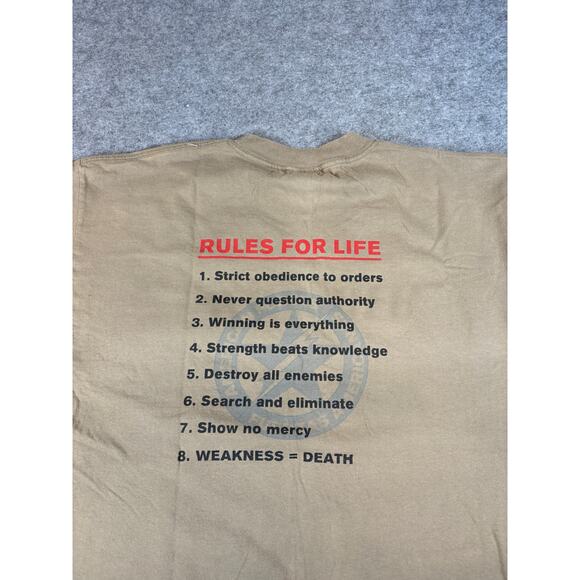 RULES FOR LIFE
1. Strict obedience to orders
2. Never question authority
3. Winning is everything
4. Strength beats knowledge
5. Destroy all enemies
6. Search and eliminate
7. Show no mercy
8. WEAKNESS = DEATH